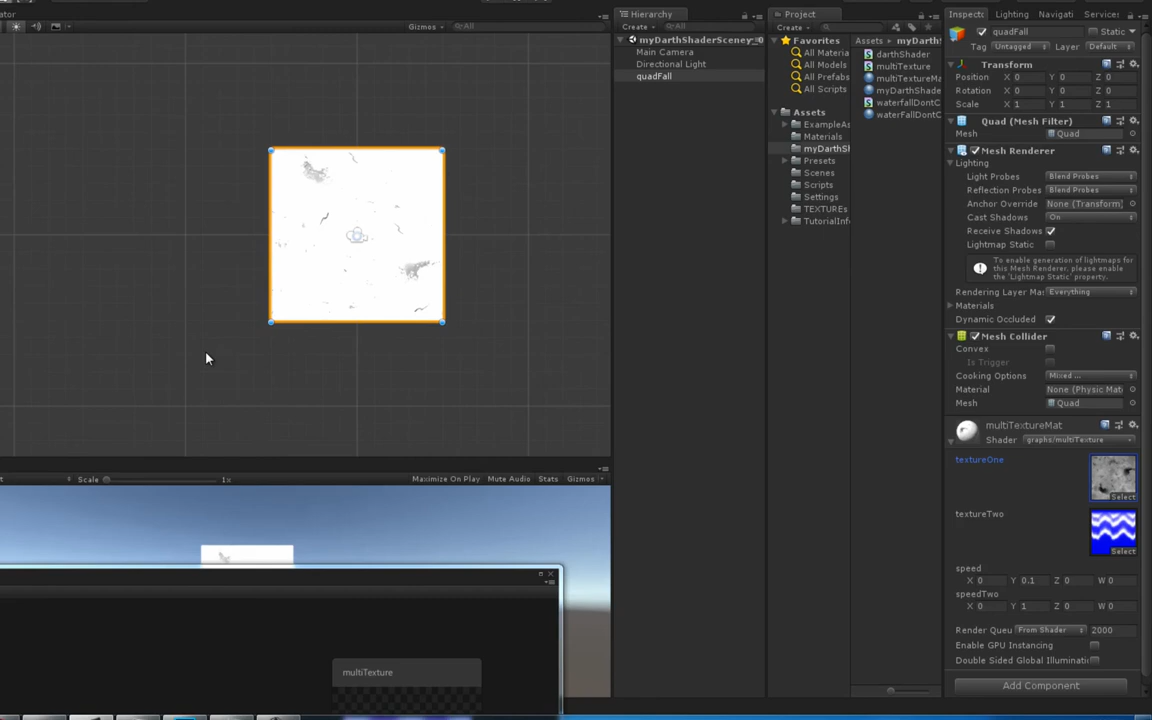 ator
Gizmos All
Hierarchy
Create All
myDarthShaderScene
Main Camera
Directional Light
quadFall
Project
Create
Favorites
All Materia
All Models
All Prefabs
All Scripts
Assets
ExampleAs
Materials
myDarthSh
Presets
Scenes
Scripts
Settings
TEXTUREs
TutorialInf
Assets myDarth
darthShader
multiTexture
multiTextureMa
myDarthShade
waterfallDontC
waterFallDontC
Inspect Lighting Navigati Services
quadFall Static
Tag Untagged Layer Default
Transform
Position X 0 Y 0 Z 0
Rotation X 0 Y 0 Z 0
Scale X 1 Y 1 Z 1
Quad (Mesh Filter)
Mesh Quad
Mesh Renderer
Lighting
Light Probes Blend Probes
Reflection Probes Blend Probes
Anchor Override None (Transform)
Cast Shadows On
Receive Shadows
Lightmap Static
To enable generation of lightmaps for
this Mesh Renderer, please enable
the 'Lightmap Static' property.
Rendering Layer Mas Everything
Materials
Dynamic Occluded
Mesh Collider
Convex
Is Trigger
Cooking Options Mixed ...
Material None (Physic Mat
Mesh Quad
multiTextureMat
Shader graphs/multiTexture
textureOne
Select
textureTwo
Select
speed
X 0 Y 0.1 Z 0 W 0
speedTwo
X 0 Y 1 Z 0 W 0
Render Queu From Shader 2000
Enable GPU Instancing
Double Sided Global Illuminati
Add Component
t Scale 1x Maximize On Play Mute Audio Stats Gizmos
multiTexture